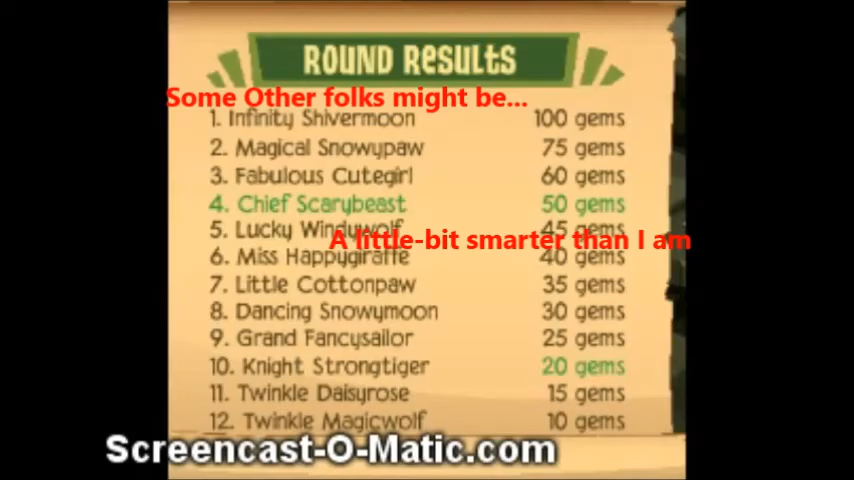 ROUND RESULTS
Some Other folks might be...
1. Infinity Shivermoon 100 gems
2. Magical Snowypaw 75 gems
3. Fabulous Cutegirl 60 gems
4. Chief Scarybeast 50 gems
5. Lucky Windywolf 45 gems
A little-bit smarter than I am
6. Miss Happygiraffe 40 gems
7. Little Cottonpaw 35 gems
8. Dancing Snowymoon 30 gems
9. Grand Fancysailor 25 gems
10. Knight Strongtiger 20 gems
11. Twinkle Daisyrose 15 gems
12. Twinkle Magicwolf 10 gems
Screencast-O-Matic.com